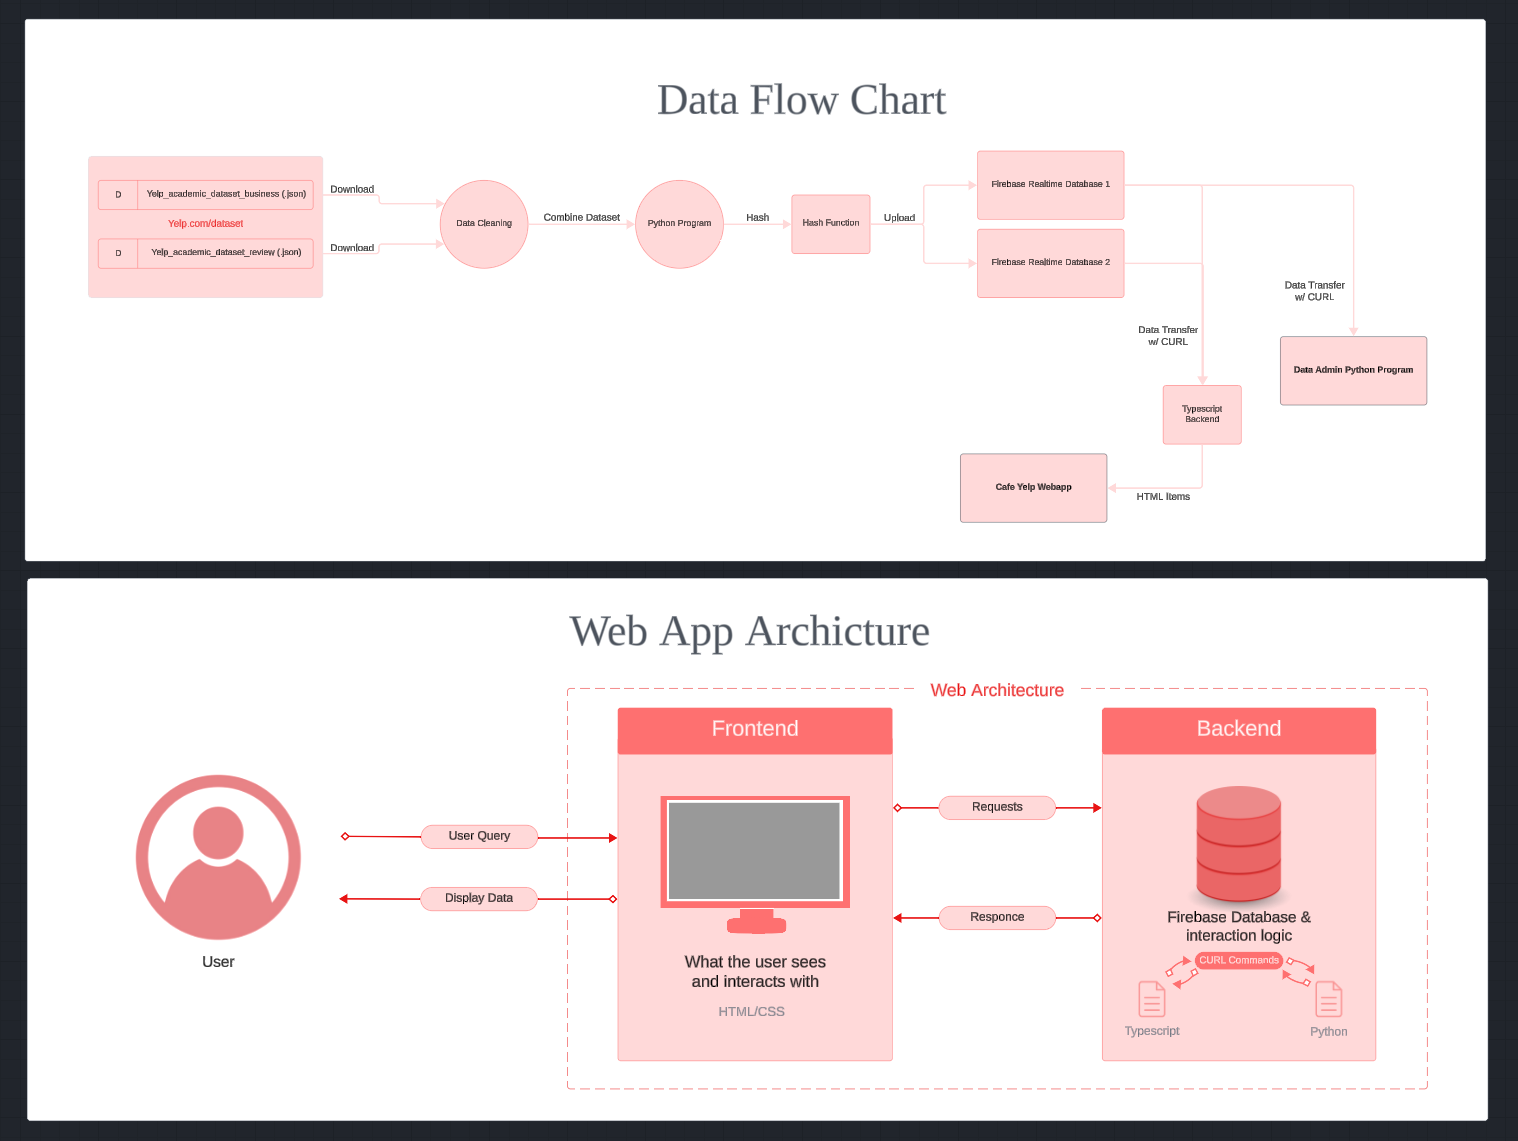 Data Flow Chart
D Yelp_academic_dataset_business (.json)
Yelp.com/dataset
D Yelp_academic_dataset_review (.json)
Download
Download
Data Cleaning
Combine Dataset
Python Program
Hash
Hash Function
Upload
Firebase Realtime Database 1
Firebase Realtime Database 2
Data Transfer
w/ CURL
Data Transfer
w/ CURL
Data Admin Python Program
Typescript
Backend
HTML Items
Cafe Yelp Webapp
Web App Archicture
Web Architecture
User
User Query
Display Data
Frontend
What the user sees
and interacts with
HTML/CSS
Requests
Responce
Backend
Firebase Database &
interaction logic
CURL Commands
Typescript
Python